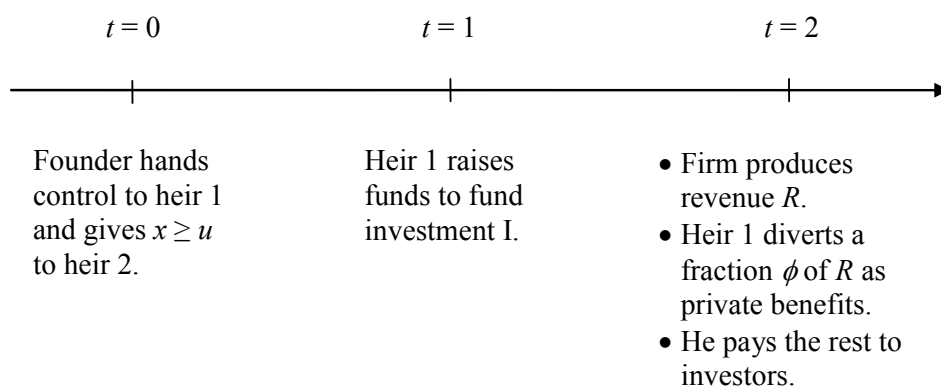 t = 0
t = 1
t = 2
Founder hands
control to heir 1
and gives x ≥ u
to heir 2.
Heir 1 raises
funds to fund
investment I.
• Firm produces
revenue R.
• Heir 1 diverts a
fraction ϕ of R as
private benefits.
• He pays the rest to
investors.